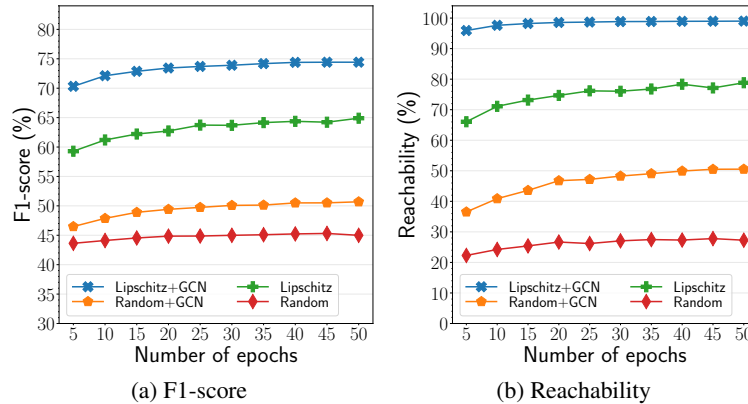 80
75
70
65
60
55
50
45
40
35
30
F1-score (%)
Lipschitz+GCN
Random+GCN
Lipschitz
Random
5 10 15 20 25 30 35 40 45 50
Number of epochs
(a) F1-score
100
90
80
70
60
50
40
30
20
10
0
Reachability (%)
Lipschitz+GCN
Random+GCN
Lipschitz
Random
5 10 15 20 25 30 35 40 45 50
Number of epochs
(b) Reachability